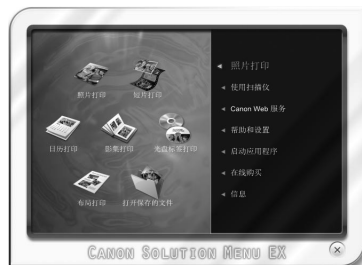 照片打印
短片打印
日历打印
影集打印
光盘标签打印
布局打印
打开保存的文件
照片打印
使用扫描仪
Canon Web 服务
帮助和设置
启动应用程序
在线购买
信息
CANON SOLUTION MENU EX